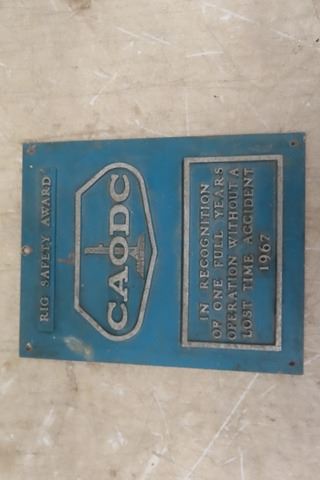 RIG SAFETY AWARD
CAODC
IN RECOGNITION
OF ONE FULL YEARS
OPERATION WITHOUT A
LOST TIME ACCIDENT
1967